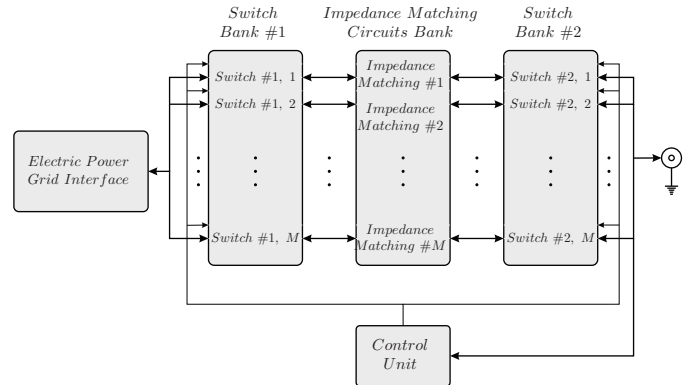 Switch
Bank #1
Impedance Matching
Circuits Bank
Switch
Bank #2
Switch #1, 1
Impedance
Matching #1
Switch #2, 1
Switch #1, 2
Impedance
Matching #2
Switch #2, 2
Electric Power
Grid Interface
Switch #1, M
Impedance
Matching #M
Switch #2, M
Control
Unit